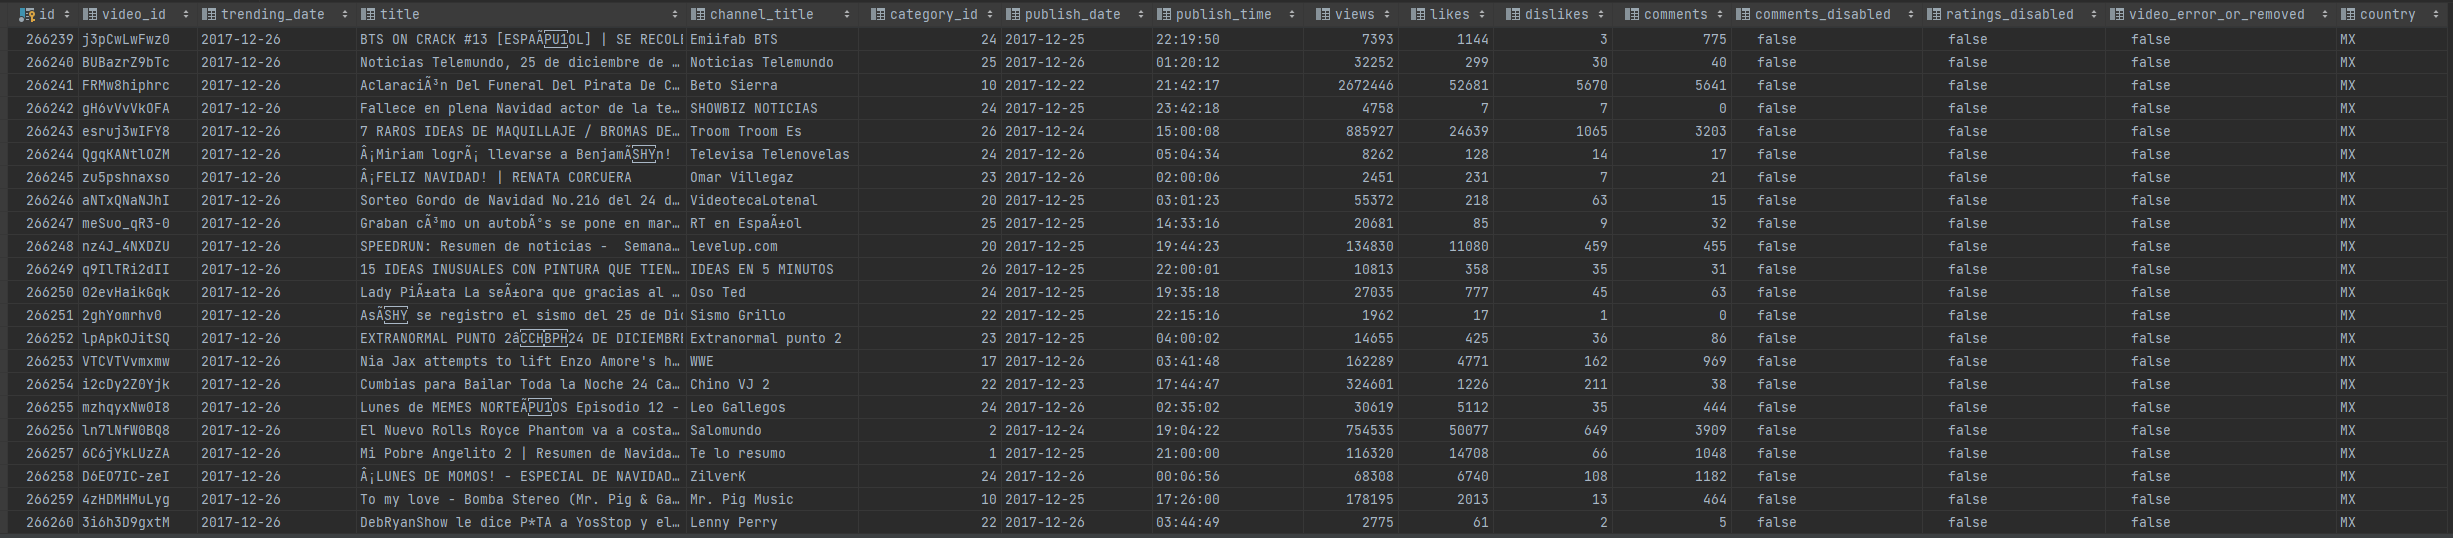 id video_id trending_date title channel_title category_id publish_date publish_time views likes dislikes comments comments_disabled ratings_disabled video_error_or_removed country
266239 j3pCwLwFwz0 2017-12-26 BTS ON CRACK #13 [ESPAÃPU1OL] | SE RECOLE Emiifab BTS 24 2017-12-25 22:19:50 7393 1144 3 775 false false false MX
266240 BUBazrZ9bTc 2017-12-26 Noticias Telemundo, 25 de diciembre de … Noticias Telemundo 25 2017-12-26 01:20:12 32252 299 30 40 false false false MX
266241 FRMw8hiphrc 2017-12-26 AclaraciÃ³n Del Funeral Del Pirata De C… Beto Sierra 10 2017-12-22 21:42:17 2672446 52681 5670 5641 false false false MX
266242 gH6vVvVkOFA 2017-12-26 Fallece en plena Navidad actor de la te… SHOWBIZ NOTICIAS 24 2017-12-25 23:42:18 4758 7 7 0 false false false MX
266243 esruj3wIFY8 2017-12-26 7 RAROS IDEAS DE MAQUILLAJE / BROMAS DE… Troom Troom Es 26 2017-12-24 15:00:08 885927 24639 1065 3203 false false false MX
266244 QgqKANtlOZM 2017-12-26 Â¡Miriam logrÃ¡ llevarse a BenjamÃSHYn! Televisa Telenovelas 24 2017-12-26 05:04:34 8262 128 14 17 false false false MX
266245 zu5pshnaxso 2017-12-26 Â¡FELIZ NAVIDAD! | RENATA CORCUERA Omar Villegaz 23 2017-12-26 02:00:06 2451 231 7 21 false false false MX
266246 aNTxQNaNJhI 2017-12-26 Sorteo Gordo de Navidad No.216 del 24 d… VideotecaLotenal 20 2017-12-25 03:01:23 55372 218 63 15 false false false MX
266247 meSuo_qR3-0 2017-12-26 Graban cÃ³mo un autobÃºs se pone en mar… RT en EspaÃ±ol 25 2017-12-25 14:33:16 20681 85 9 32 false false false MX
266248 nz4J_4NXDZU 2017-12-26 SPEEDRUN: Resumen de noticias -  Semana… levelup.com 20 2017-12-25 19:44:23 134830 11080 459 455 false false false MX
266249 q9IlTRi2dII 2017-12-26 15 IDEAS INUSUALES CON PINTURA QUE TIEN… IDEAS EN 5 MINUTOS 26 2017-12-25 22:00:01 10813 358 35 31 false false false MX
266250 02evHaikGqk 2017-12-26 Lady PiÃ±ata La seÃ±ora que gracias al … Oso Ted 24 2017-12-25 19:35:18 27035 777 45 63 false false false MX
266251 2ghYomrhv0 2017-12-26 AsÃSHY se registro el sismo del 25 de Dic Sismo Grillo 22 2017-12-25 22:15:16 1962 17 1 0 false false false MX
266252 lpApkOJitSQ 2017-12-26 EXTRANORMAL PUNTO 2âCCHBPH24 DE DICIEMBRE Extranormal punto 2 23 2017-12-25 04:00:02 14655 425 36 86 false false false MX
266253 VTCVTVvmxmw 2017-12-26 Nia Jax attempts to lift Enzo Amore's h… WWE 17 2017-12-26 03:41:48 162289 4771 162 969 false false false MX
266254 i2cDy2Z0Yjk 2017-12-26 Cumbias para Bailar Toda la Noche 24 Ca… Chino VJ 2 22 2017-12-23 17:44:47 324601 1226 211 38 false false false MX
266255 mzhqyxNw0I8 2017-12-26 Lunes de MEMES NORTEÃPU1OS Episodio 12 - Leo Gallegos 24 2017-12-26 02:35:02 30619 5112 35 444 false false false MX
266256 ln7lNfW0BQ8 2017-12-26 El Nuevo Rolls Royce Phantom va a costa… Salomundo 2 2017-12-24 19:04:22 754535 50077 649 3909 false false false MX
266257 6C6jYkLUzZA 2017-12-26 Mi Pobre Angelito 2 | Resumen de Navida… Te lo resumo 1 2017-12-25 21:00:00 116320 14708 66 1048 false false false MX
266258 D6EO7IC-zeI 2017-12-26 Â¡LUNES DE MOMOS! - ESPECIAL DE NAVIDAD… ZilverK 24 2017-12-26 00:06:56 68308 6740 108 1182 false false false MX
266259 4zHDMHMuLyg 2017-12-26 To my love - Bomba Stereo (Mr. Pig & Ga… Mr. Pig Music 10 2017-12-25 17:26:00 178195 2013 13 464 false false false MX
266260 3i6h3D9gxtM 2017-12-26 DebRyanShow le dice P*TA a YosStop y el… Lenny Perry 22 2017-12-26 03:44:49 2775 61 2 5 false false false MX